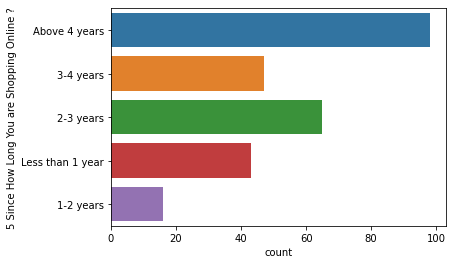 5 Since How Long You are Shopping Online ?
Above 4 years
3-4 years
2-3 years
Less than 1 year
1-2 years
0 20 40 60 80 100
count